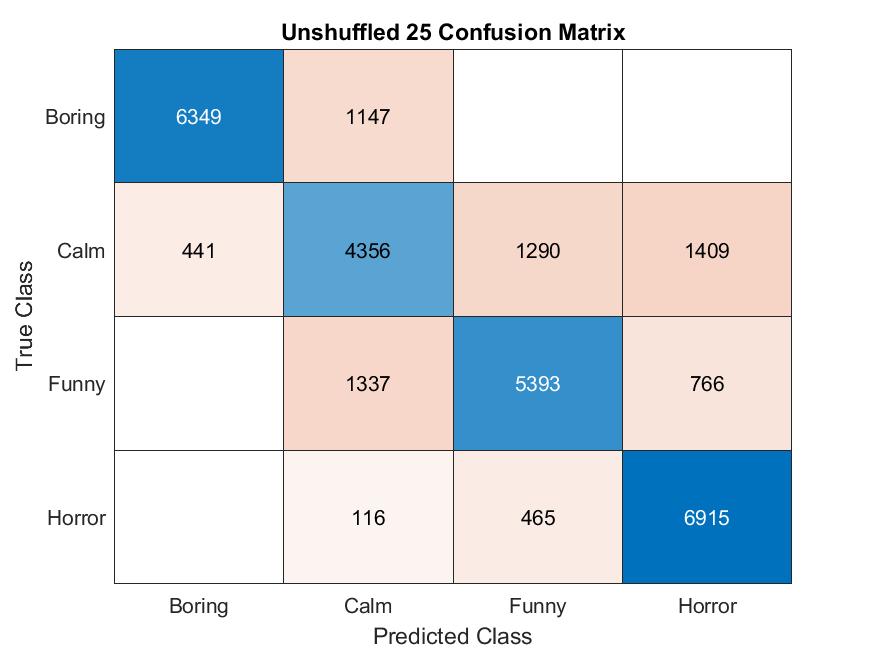 Unshuffled 25 Confusion Matrix
True Class
Boring 6349 1147
Calm 441 4356 1290 1409
Funny 1337 5393 766
Horror 116 465 6915
Boring Calm Funny Horror
Predicted Class